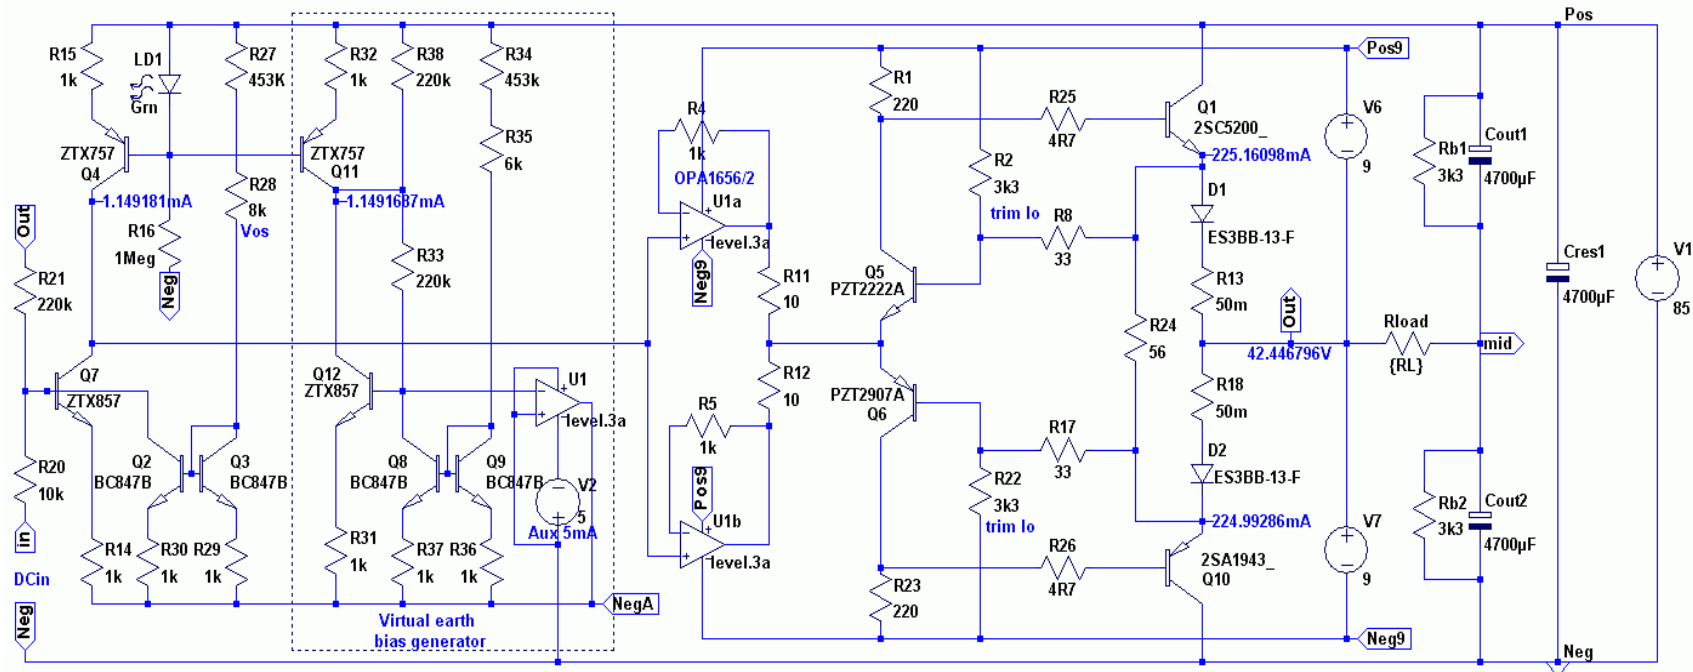 Pos
R15
1k
LD1
Grn
R27
453K
R32
1k
R38
220k
R34
453k
Pos9
R1
220
R4
1k
R25
4R7
Q1
2SC5200_
225.16098mA
V6
9
Rb1
3k3
Cout1
4700µF
ZTX757
Q4
ZTX757
Q11
R35
6k
OPA1656/2
U1a
level.3a
R2
3k3
trim Io
D1
ES3BB-13-F
-1.149181mA
-1.1491687mA
R28
8k
Vos
R16
1Meg
Neg
Out
R21
220k
R33
220k
Neg9
R11
10
Q5
PZT2222A
R8
33
R13
50m
Out
Cres1
4700µF
V1
85
R24
56
42.446796V
Rload
{RL}
mid
Q7
ZTX857
Q12
ZTX857
U1
level.3a
R12
10
PZT2907A
Q6
R18
50m
R5
1k
R17
33
D2
ES3BB-13-F
R20
10k
Q2
BC847B
Q3
BC847B
Q8
BC847B
Q9
BC847B
V2
5
Aux 5mA
Pos9
U1b
level.3a
R22
3k3
trim Io
224.99286mA
Rb2
3k3
Cout2
4700µF
in
DCin
R14
1k
R30
1k
R29
1k
R31
1k
R37
1k
R36
1k
R26
4R7
2SA1943_
Q10
V7
9
R23
220
NegA
Virtual earth
bias generator
Neg
Neg9
Neg